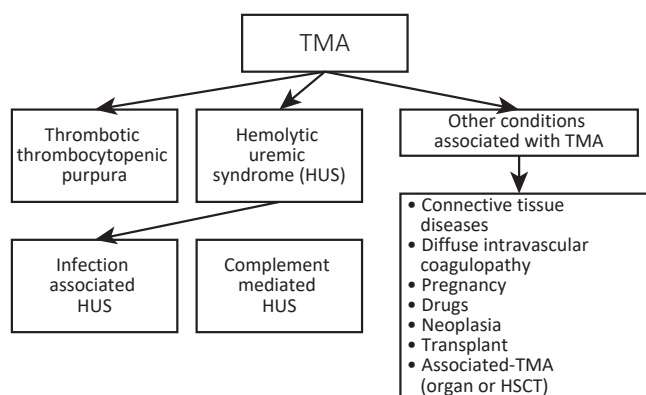 TMA
Thrombotic
thrombocytopenic
purpura
Hemolytic
uremic
syndrome (HUS)
Other conditions
associated with TMA
Infection
associated
HUS
Complement
mediated
HUS
• Connective tissue
diseases
• Diffuse intravascular
coagulopathy
• Pregnancy
• Drugs
• Neoplasia
• Transplant
• Associated-TMA
(organ or HSCT)